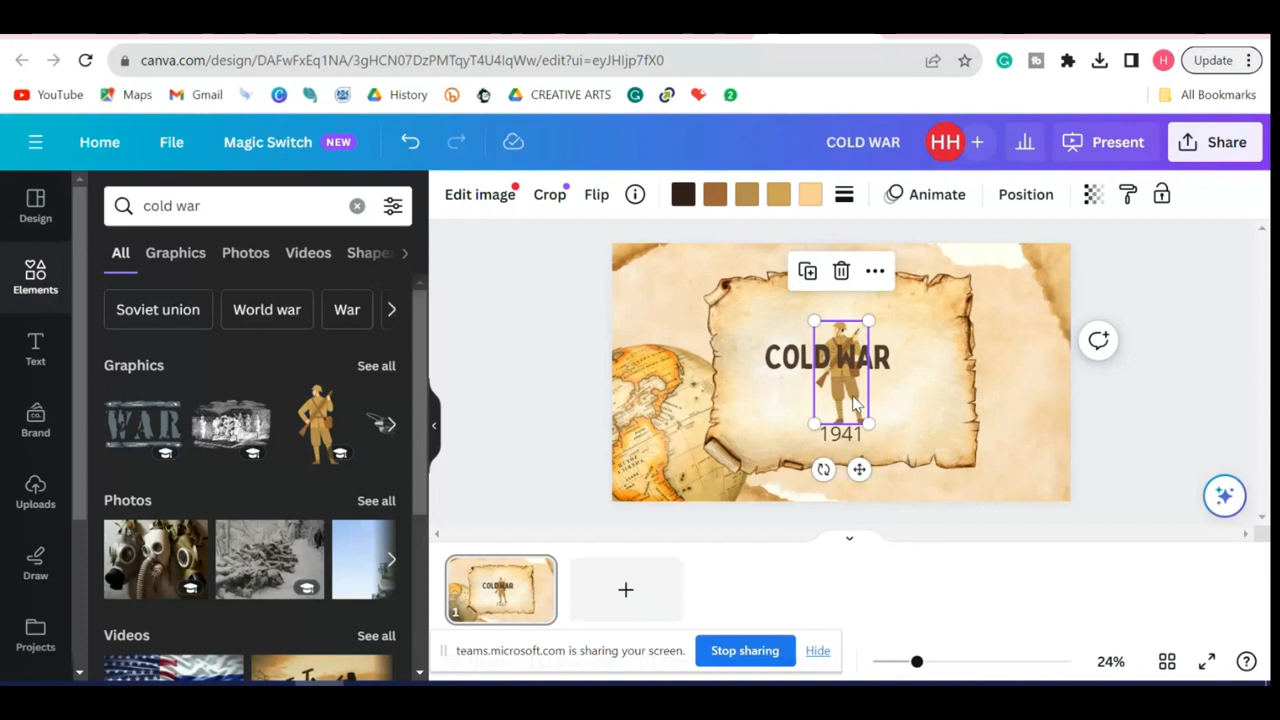 canva.com/design/DAFwFxEq1NA/3gHCN07DzPMTqyT4U4IqWw/edit?ui=eyJHIjp7fX0
H
Update
YouTube
Maps
Gmail
History
CREATIVE ARTS
2
All Bookmarks
Home
File
Magic Switch
NEW
COLD WAR
HH
+
Present
Share
Design
Elements
Text
Brand
Uploads
Draw
Projects
cold war
All
Graphics
Photos
Videos
Shape
Soviet union
World war
War
Graphics
See all
WAR
Photos
See all
Videos
See all
Edit image
Crop
Flip
Animate
Position
COLD WAR
1941
COLD WAR
1
+
teams.microsoft.com is sharing your screen.
Stop sharing
Hide
24%